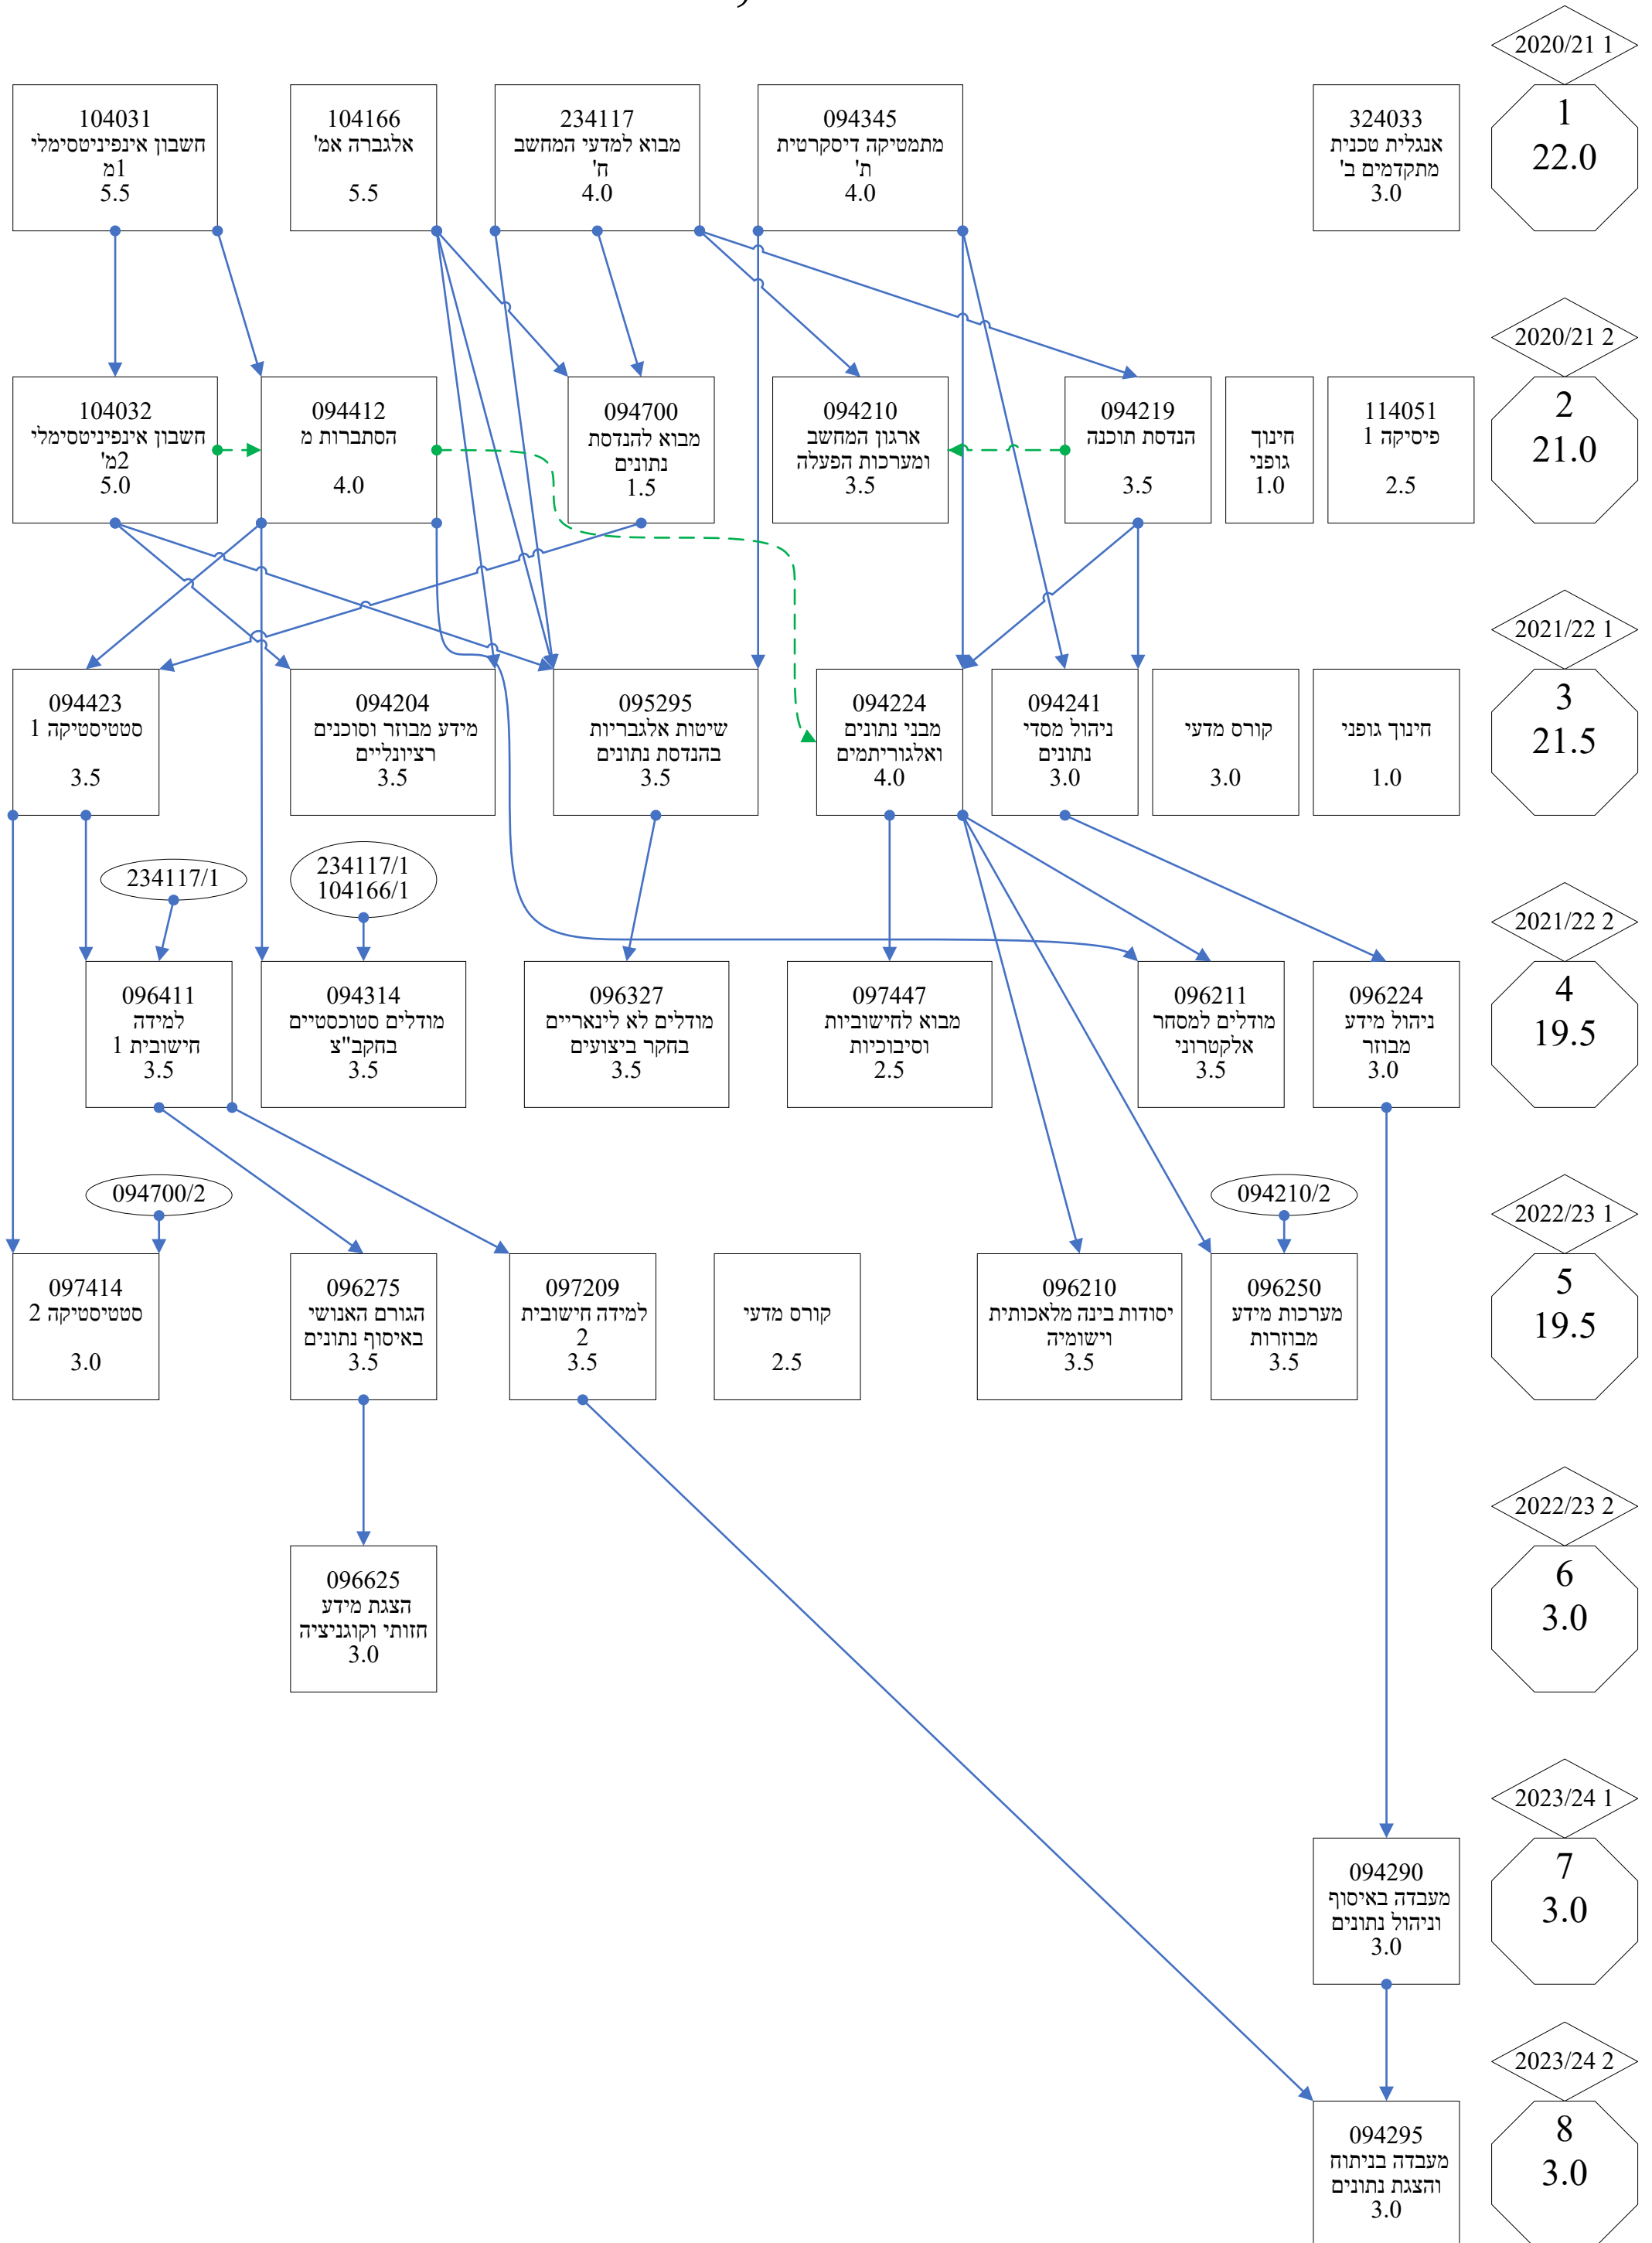 2020/21 1
104031
חשבון אינפיניטסימלי
1מ
5.5
104166
אלגברה אמ'
5.5
234117
מבוא למדעי המחשב
ח'
4.0
094345
מתמטיקה דיסקרטית
ת'
4.0
324033
אנגלית טכנית
מתקדמים ב'
3.0
1
22.0
2020/21 2
104032
חשבון אינפיניטסימלי
2מ'
5.0
094412
הסתברות מ
4.0
094700
מבוא להנדסת
נתונים
1.5
094210
ארגון המחשב
ומערכות הפעלה
3.5
094219
הנדסת תוכנה
3.5
חינוך
גופני
1.0
114051
פיסיקה 1
2.5
2
21.0
2021/22 1
094423
סטטיסטיקה 1
3.5
094204
מידע מבוזר וסוכנים
רציונליים
3.5
095295
שיטות אלגבריות
בהנדסת נתונים
3.5
094224
מבני נתונים
ואלגוריתמים
4.0
094241
ניהול מסדי
נתונים
3.0
קורס מדעי
3.0
חינוך גופני
1.0
3
21.5
234117/1
234117/1
104166/1
2021/22 2
096411
למידה
חישובית 1
3.5
094314
מודלים סטוכסטיים
בחקב"צ
3.5
096327
מודלים לא לינאריים
בחקר ביצועים
3.5
097447
מבוא לחישוביות
וסיבוכיות
2.5
096211
מודלים למסחר
אלקטרוני
3.5
096224
ניהול מידע
מבוזר
3.0
4
19.5
094700/2
094210/2
2022/23 1
097414
סטטיסטיקה 2
3.0
096275
הגורם האנושי
באיסוף נתונים
3.5
097209
למידה חישובית
2
3.5
קורס מדעי
2.5
096210
יסודות בינה מלאכותית
וישומיה
3.5
096250
מערכות מידע
מבוזרות
3.5
5
19.5
2022/23 2
096625
הצגת מידע
חזותי וקוגניציה
3.0
6
3.0
2023/24 1
094290
מעבדה באיסוף
וניהול נתונים
3.0
7
3.0
2023/24 2
094295
מעבדה בניתוח
והצגת נתונים
3.0
8
3.0